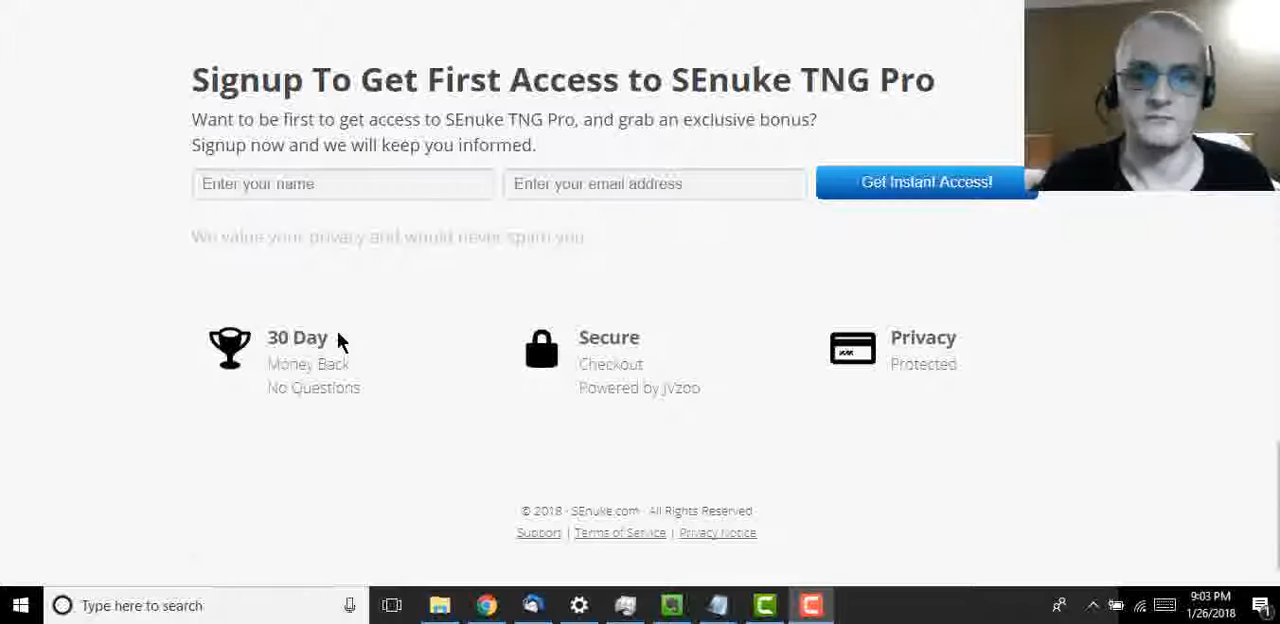 Signup To Get First Access to SEnuke TNG Pro
Want to be first to get access to SEnuke TNG Pro, and grab an exclusive bonus?
Signup now and we will keep you informed.
Enter your name
Enter your email address
Get Instant Access!
We value your privacy and would never spam you
30 Day
Money Back
No Questions
Secure
Checkout
Powered by JVzoo
Privacy
Protected
© 2018 · SEnuke.com · All Rights Reserved
Support | Terms of Service | Privacy Notice
Type here to search
9:03 PM
1/26/2018